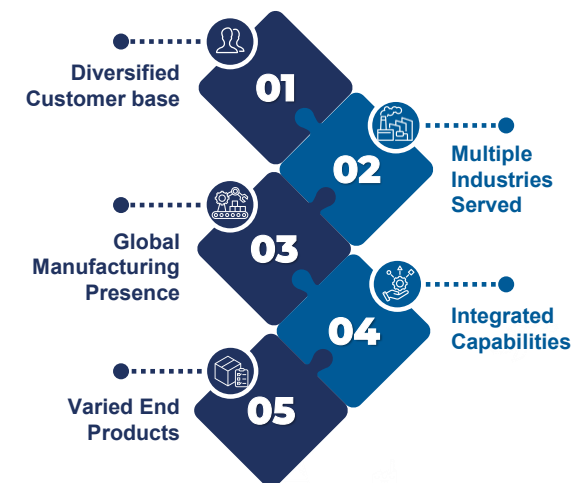 01
Diversified
Customer base
02
Multiple
Industries
Served
03
Global
Manufacturing
Presence
04
Integrated
Capabilities
05
Varied End
Products